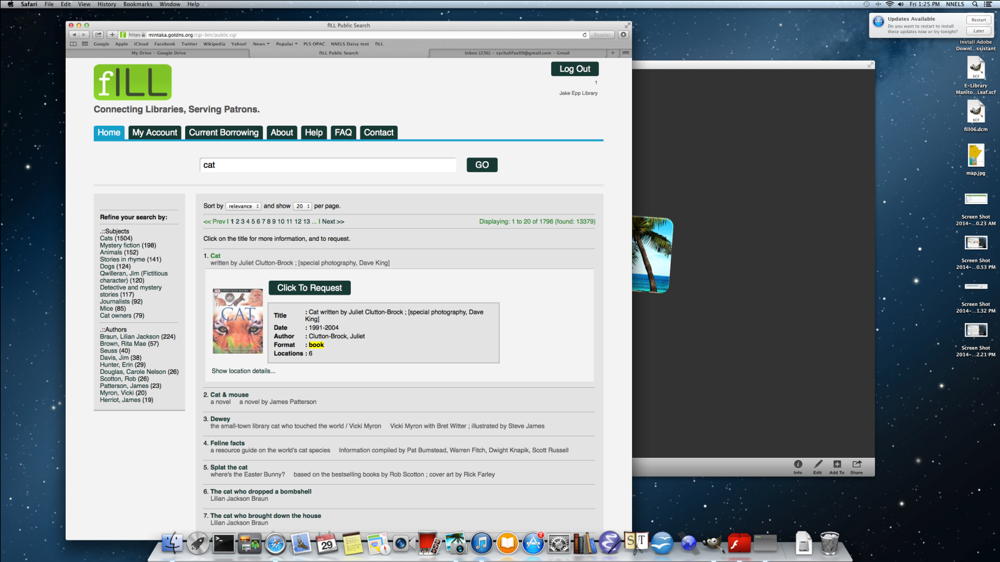 Safari File Edit View History Bookmarks Window Help
Fri 1:25 PM NNELS
Updates Available
Do you want to restart to install
these updates now or try tonight?
Restart
Later
Install Adobe
Downl...ssistant
XCF
E-Library
Manito...Leaf.xcf
XCF
fill06.dcm
map.jpg
Screen Shot
2014-...0.23 AM
Screen Shot
2014-...0.53 PM
Screen Shot
2014-...1.32 PM
Screen Shot
2014-...2.21 PM
fILL Public Search
https mintaka.gotdns.org/cgi-bin/public.cgi
Reader
Google Apple iCloud Facebook Twitter Wikipedia Yahoo! News Popular PLS OPAC NNELS Daisy text fILL
My Drive – Google Drive
fILL Public Search
Inbox (236) – sychalifax09@gmail.com – Gmail
fILL
Log Out
1
Jake Epp Library
Connecting Libraries, Serving Patrons.
Home My Account Current Borrowing About Help FAQ Contact
cat
GO
Refine your search by:
.::Subjects
Cats (1504)
Mystery fiction (198)
Animals (152)
Stories in rhyme (141)
Dogs (124)
Qwilleran, Jim (Fictitious
character) (120)
Detective and mystery
stories (117)
Journalists (92)
Mice (85)
Cat owners (79)
.::Authors
Braun, Lilian Jackson (224)
Brown, Rita Mae (57)
Seuss (40)
Davis, Jim (38)
Hunter, Erin (29)
Douglas, Carole Nelson (26)
Scotton, Rob (26)
Patterson, James (23)
Myron, Vicki (20)
Herriot, James (19)
Sort by relevance and show 20 per page.
<< Prev | 1 2 3 4 5 6 7 8 9 10 11 12 13 ... | Next >>
Displaying: 1 to 20 of 1796 (found: 13379)
Click on the title for more information, and to request.
1. Cat
written by Juliet Clutton-Brock ; [special photography, Dave King]
EYEWITNESS BOOKS
CAT
Click To Request
Title : Cat written by Juliet Clutton-Brock ; [special photography, Dave
King]
Date : 1991-2004
Author : Clutton-Brock, Juliet
Format : book
Locations : 6
Show location details...
2. Cat & mouse
a novel a novel by James Patterson
3. Dewey
the small-town library cat who touched the world / Vicki Myron Vicki Myron with Bret Witter ; illustrated by Steve James
4. Feline facts
a resource guide on the world's cat species Information compiled by Pat Bumstead, Warren Fitch, Dwight Knapik, Scott Russell
5. Splat the cat
where's the Easter Bunny? based on the bestselling books by Rob Scotton ; cover art by Rick Farley
6. The cat who dropped a bombshell
Lilian Jackson Braun
7. The cat who brought down the house
Lilian Jackson Braun
Info Edit Add To Share
29
2
S T